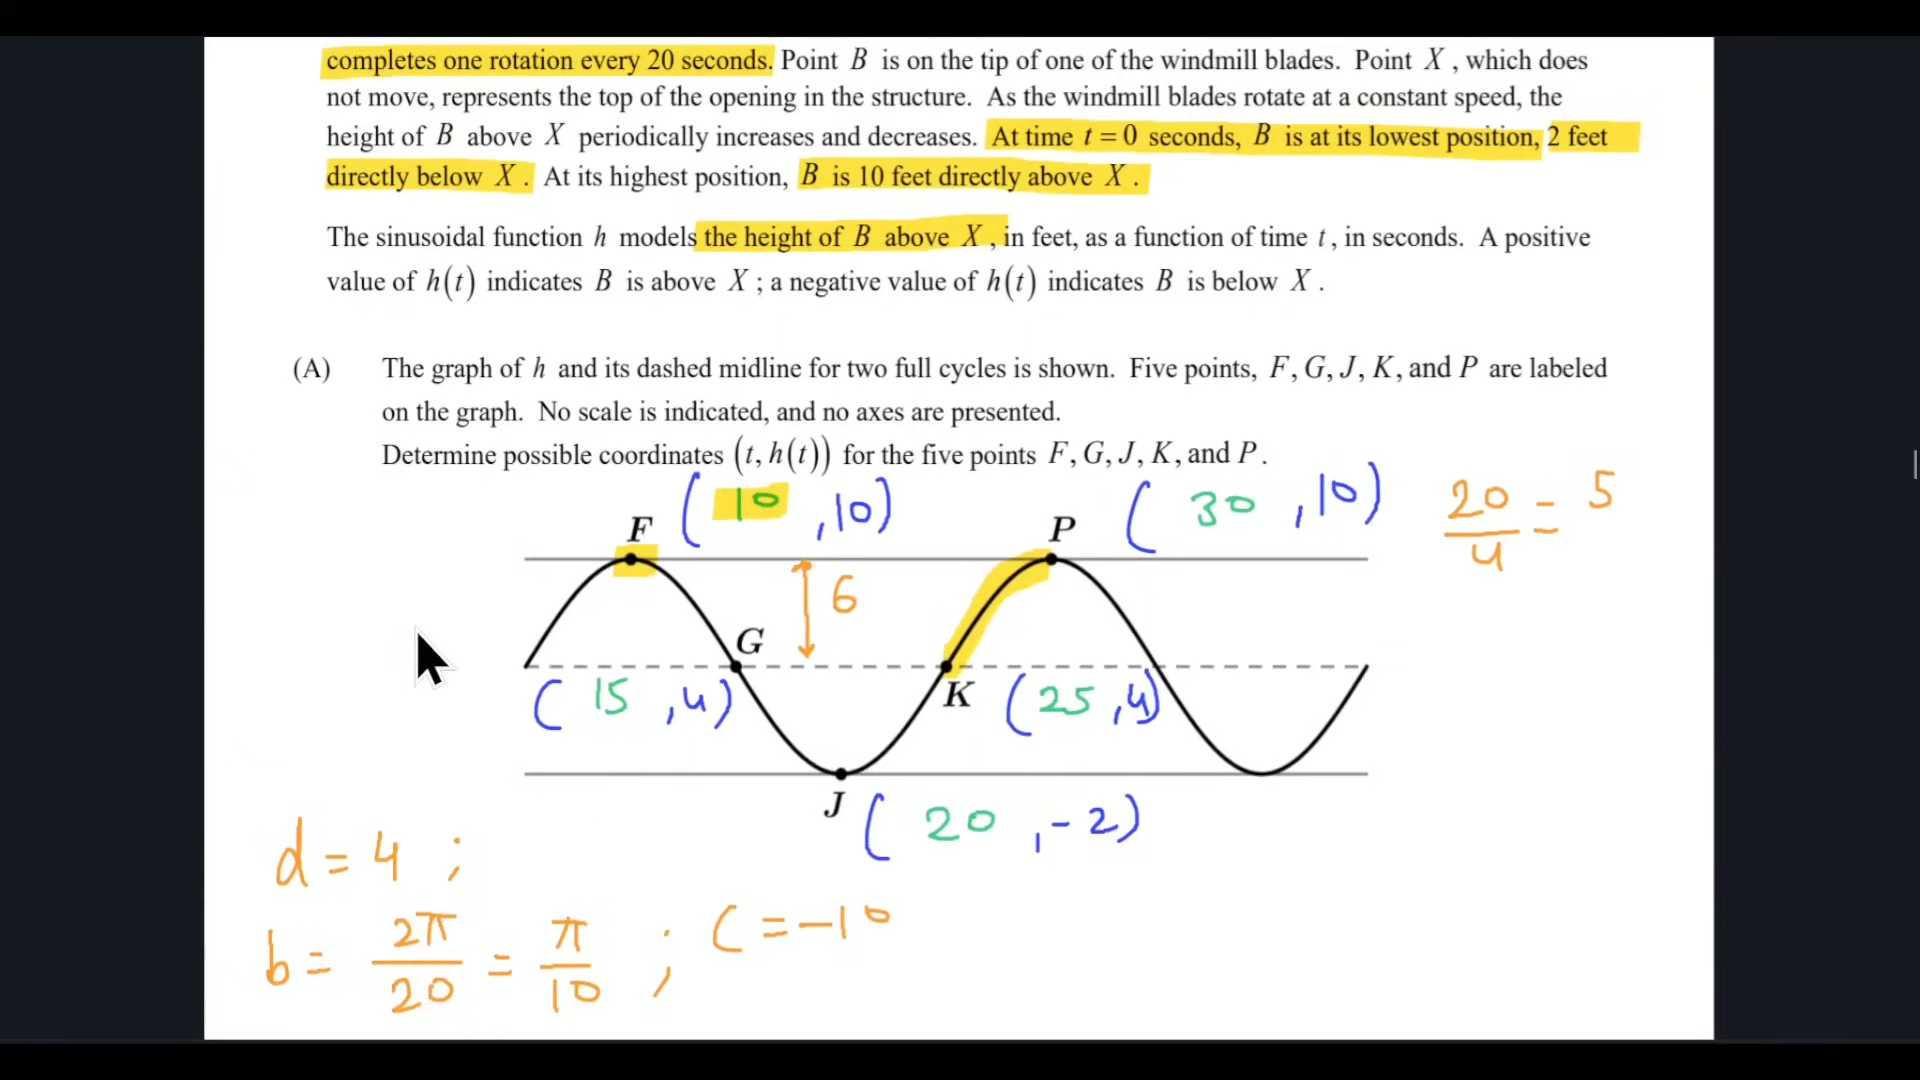 completes one rotation every 20 seconds. Point B is on the tip of one of the windmill blades. Point X, which does
not move, represents the top of the opening in the structure. As the windmill blades rotate at a constant speed, the
height of B above X periodically increases and decreases. At time t = 0 seconds, B is at its lowest position, 2 feet
directly below X. At its highest position, B is 10 feet directly above X.
The sinusoidal function h models the height of B above X, in feet, as a function of time t, in seconds. A positive
value of h(t) indicates B is above X; a negative value of h(t) indicates B is below X.
(A) The graph of h and its dashed midline for two full cycles is shown. Five points, F, G, J, K, and P are labeled
on the graph. No scale is indicated, and no axes are presented.
Determine possible coordinates (t, h(t)) for the five points F, G, J, K, and P.
F (10, 10)
P (30, 10)
20/4 = 5
6
G
(15, 4)
K (25, 4)
J (20, -2)
d = 4 ;
b = 2π/20 = π/10 ; C = -10